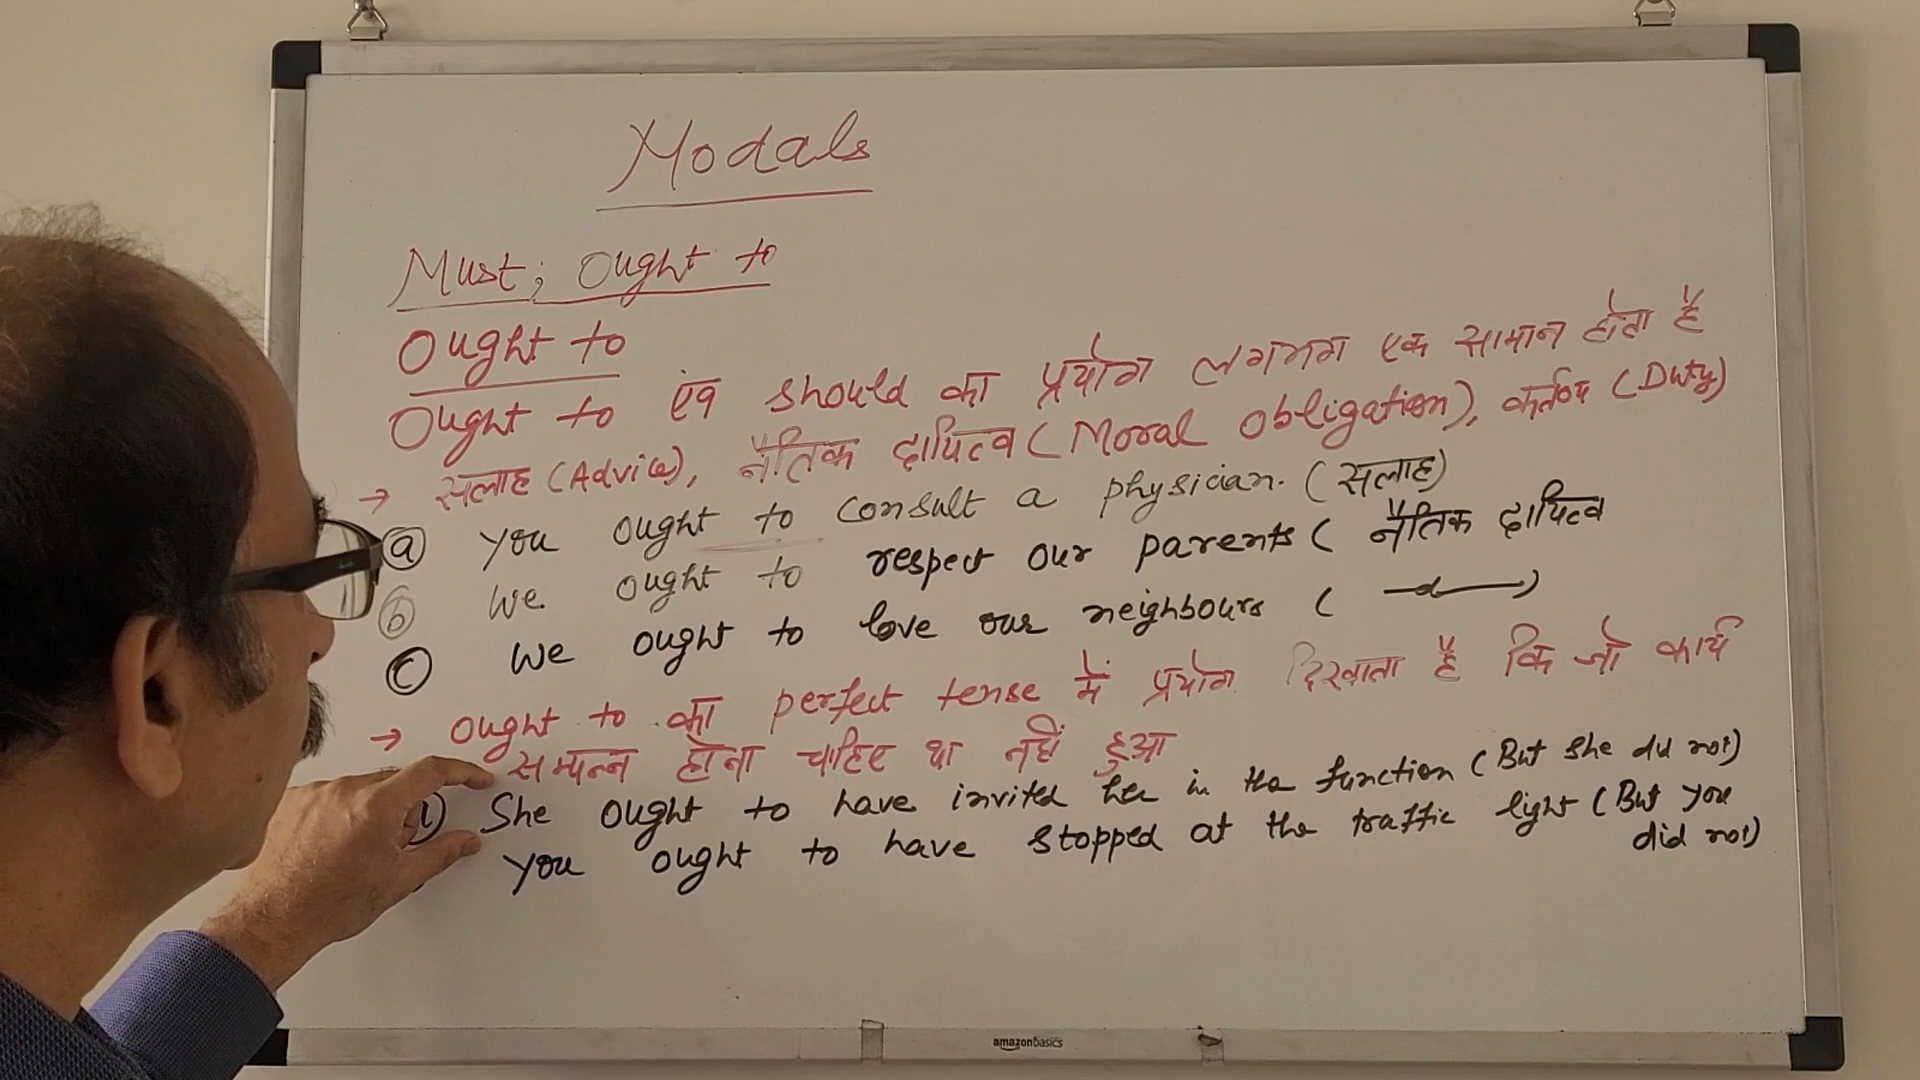 Modals
Must; Ought to
Ought to
Ought to एंव should का प्रयोग लगभग एक सामान होता है
→ सलाह (Advice), नैतिक दायित्व (Moral obligation), कर्तव्य (Duty)
(a) You ought to consult a physician. (सलाह)
(b) We ought to respect our parents ( नैतिक दायित्व
(c) We ought to love our neighbours ( —d— )
→ ought to का perfect tense में प्रयोग दिखाता है कि जो कार्य
सम्पन्न होना चाहिए था नहीं हुआ
She ought to have invited her in the function (But she did not)
You ought to have stopped at the traffic light (But you
did not)
amazonbasics